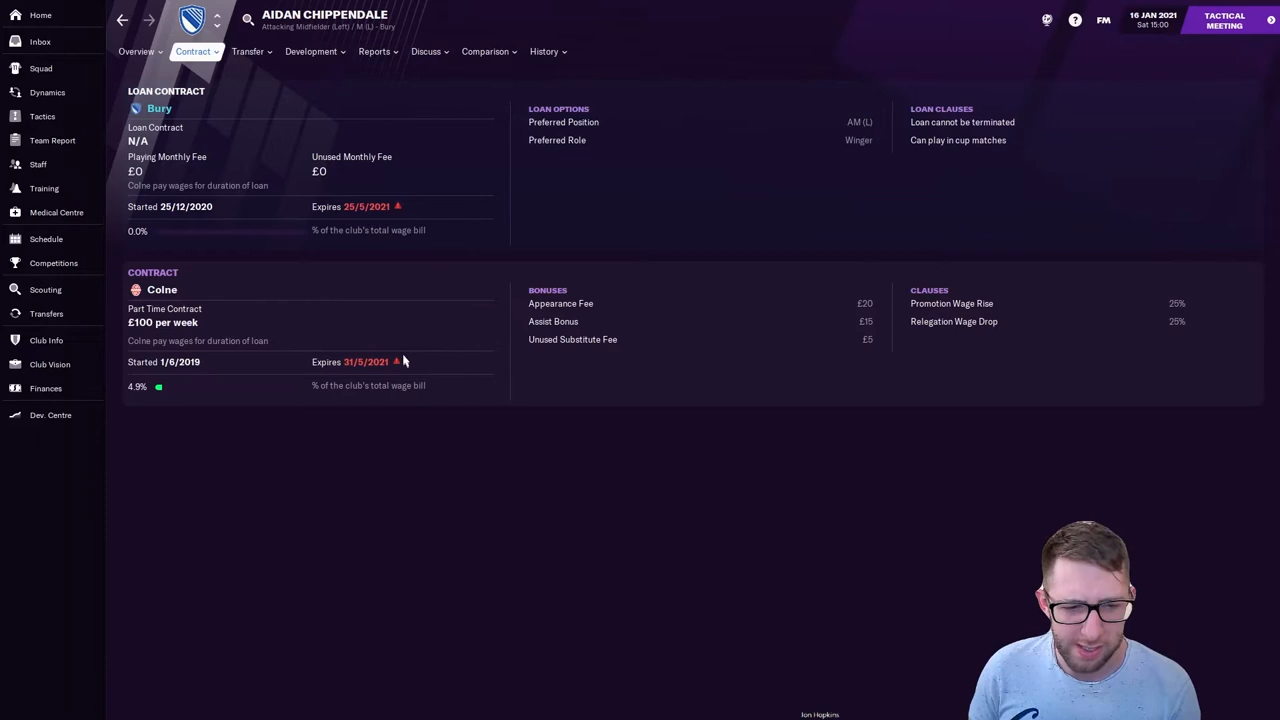 Home
Inbox
Squad
Dynamics
Tactics
Team Report
Staff
Training
Medical Centre
Schedule
Competitions
Scouting
Transfers
Club Info
Club Vision
Finances
Dev. Centre
AIDAN CHIPPENDALE
Attacking Midfielder (Left) / M (L) - Bury
? FM 16 JAN 2021
Sat 15:00
TACTICAL
MEETING
Overview Contract Transfer Development Reports Discuss Comparison History
LOAN CONTRACT
Bury
Loan Contract
N/A
Playing Monthly Fee Unused Monthly Fee
£0 £0
Colne pay wages for duration of loan
Started 25/12/2020 Expires 25/5/2021
0.0% % of the club's total wage bill
LOAN OPTIONS
Preferred Position AM (L)
Preferred Role Winger
LOAN CLAUSES
Loan cannot be terminated
Can play in cup matches
CONTRACT
Colne
Part Time Contract
£100 per week
Colne pay wages for duration of loan
Started 1/6/2019 Expires 31/5/2021
4.9% % of the club's total wage bill
BONUSES
Appearance Fee £20
Assist Bonus £15
Unused Substitute Fee £5
CLAUSES
Promotion Wage Rise 25%
Relegation Wage Drop 25%
Ion Hopkins